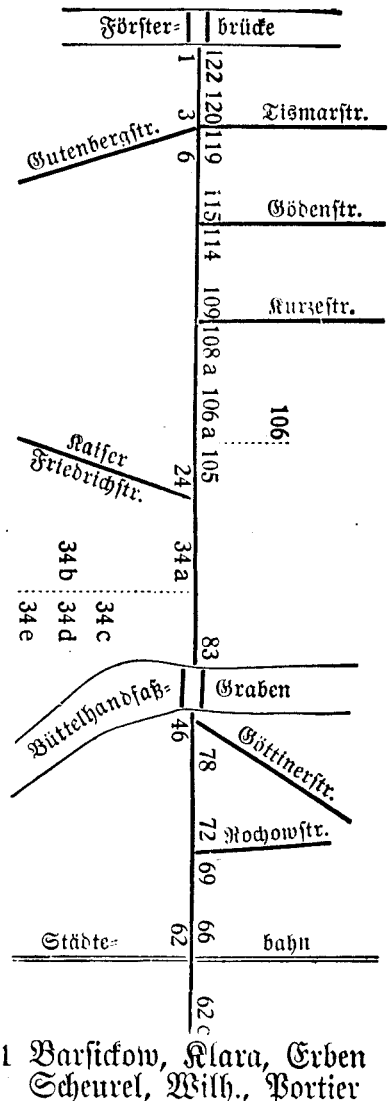 Förster= brücke
1 122
120
3 Tismarstr.
Gutenbergstr. 119
6
115 Gödenstr.
114
109 Kurzestr.
108 a
106 a 106
Kaiser
Friedrichstr. 24 105
34 b 34 a
34 e 34 d 34 c
83
Büttelhandfaß= Graben
46 Göttinerstr.
78
72 Rochowstr.
69
62 66
Städte= bahn
62 c
1 Barsickow, Klara, Erben
Scheurel, Wilh., Portier